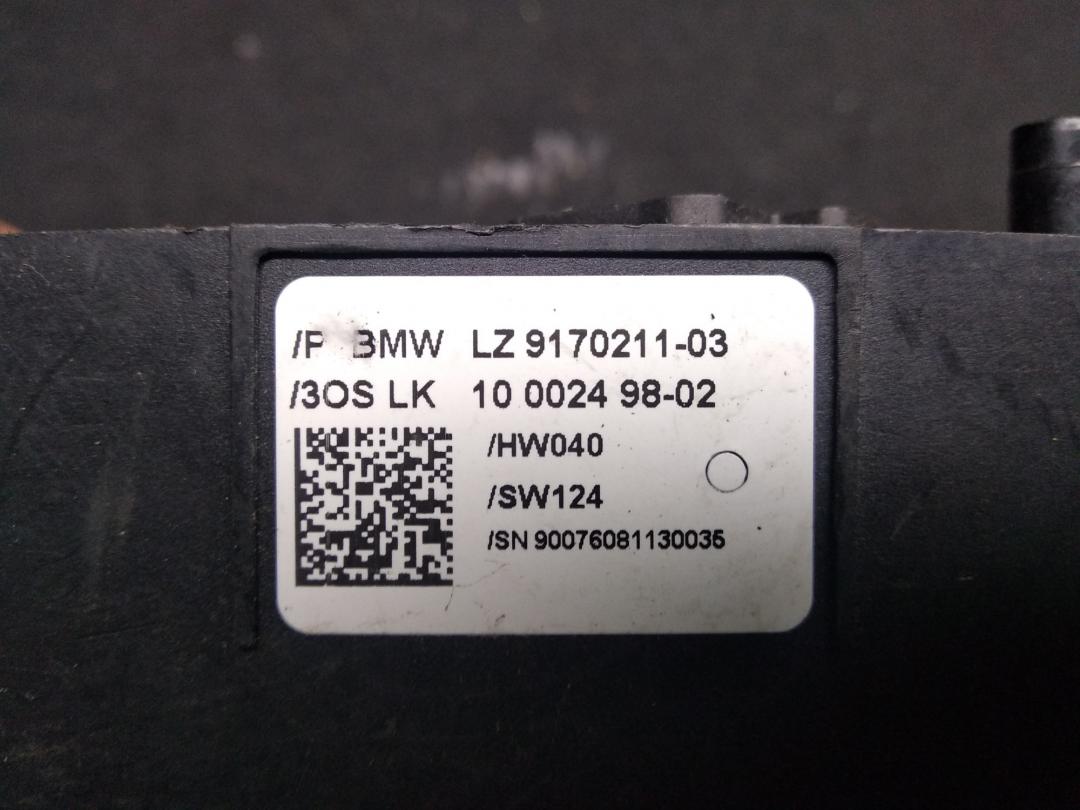 /P BMW LZ 9170211-03
/3OS LK 10 0024 98-02
/HW040
/SW124
/SN 90076081130035